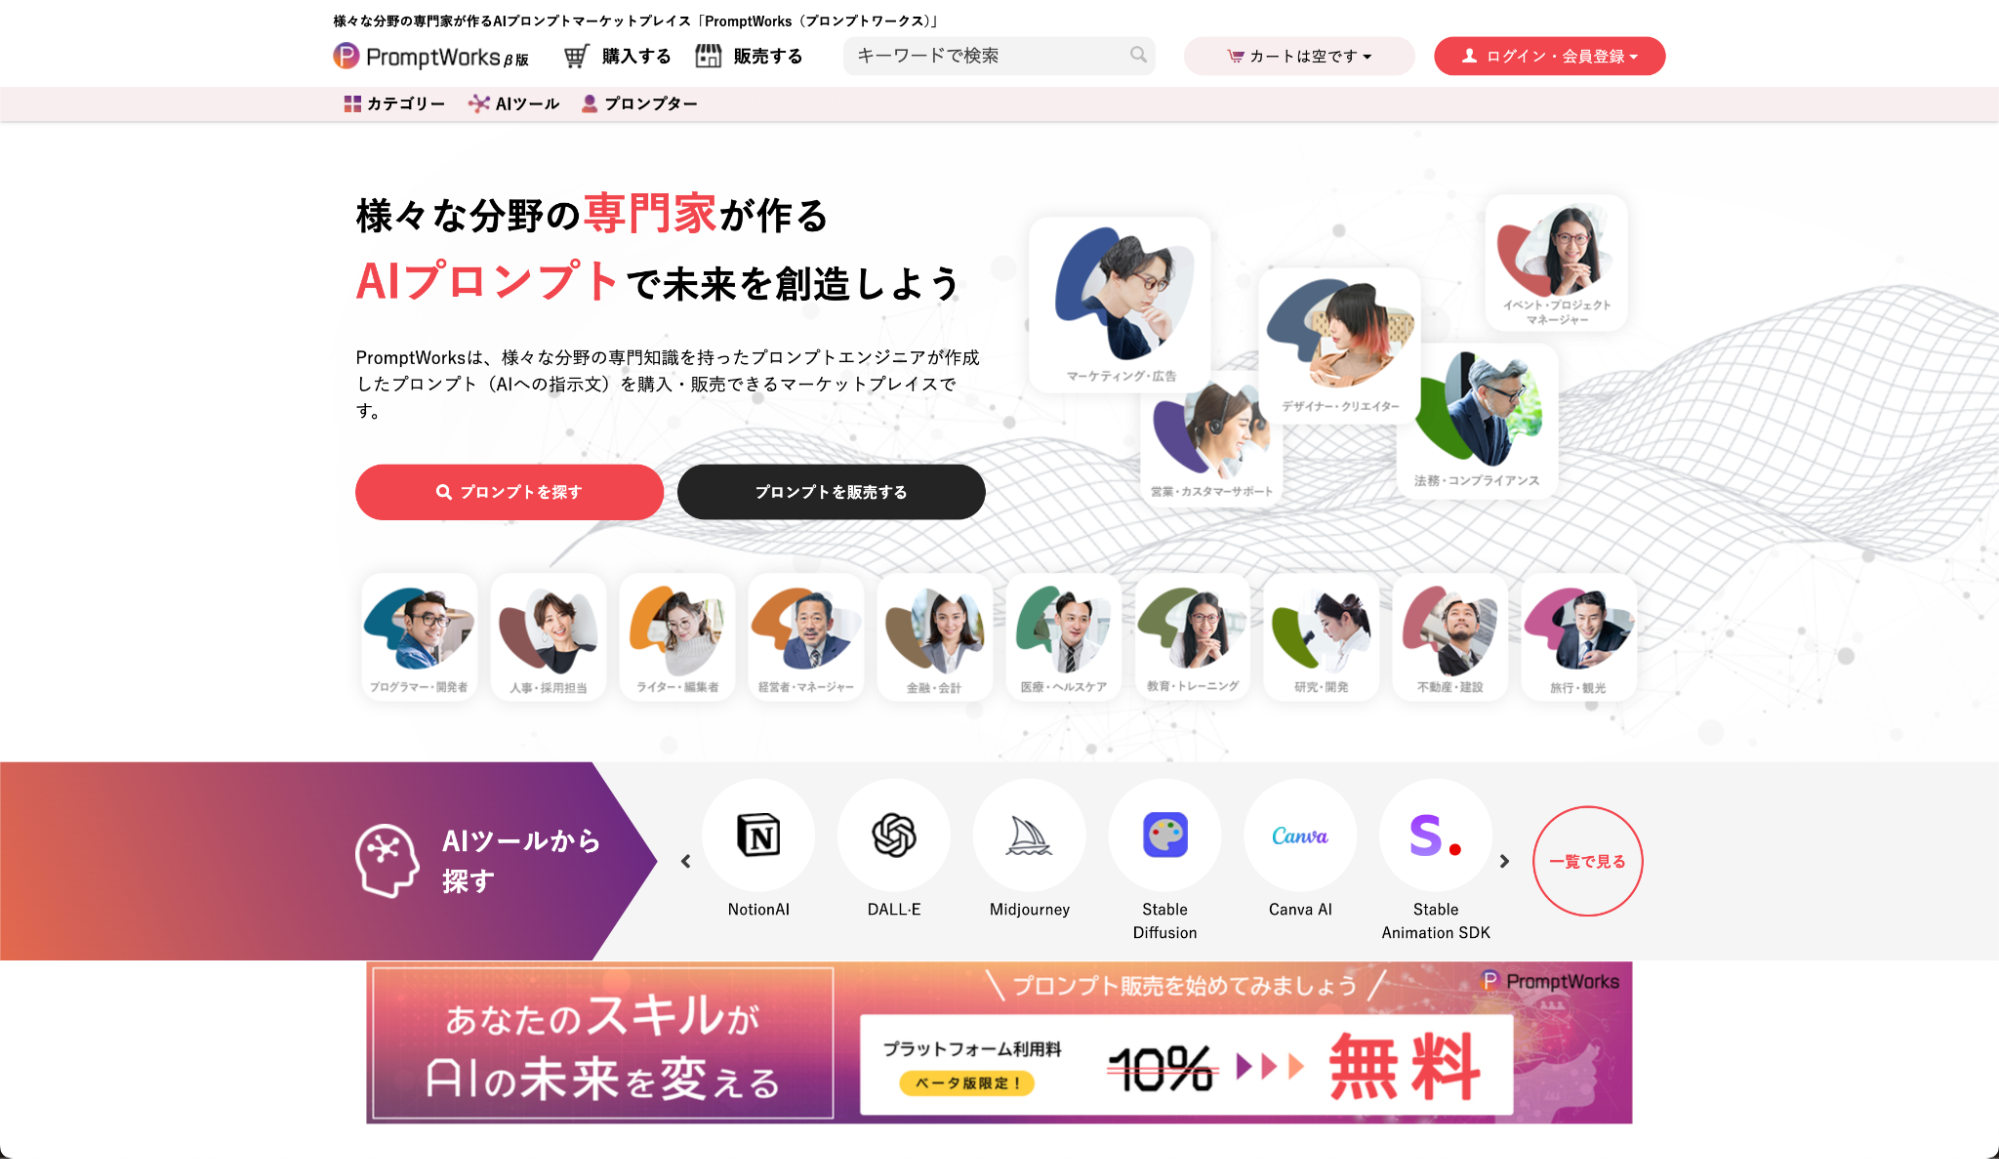 様々な分野の専門家が作るAIプロンプトマーケットプレイス「PromptWorks（プロンプトワークス）」
PromptWorks β版
購入する
販売する
キーワードで検索
カートは空です
ログイン・会員登録
カテゴリー
AIツール
プロンプター
様々な分野の専門家が作る
AIプロンプトで未来を創造しよう
PromptWorksは、様々な分野の専門知識を持ったプロンプトエンジニアが作成
したプロンプト（AIへの指示文）を購入・販売できるマーケットプレイスで
す。
プロンプトを探す
プロンプトを販売する
マーケティング・広告
デザイナー・クリエイター
イベント・プロジェクト
マネージャー
営業・カスタマーサポート
法務・コンプライアンス
プログラマー・開発者
人事・採用担当
ライター・編集者
経営者・マネージャー
金融・会計
医療・ヘルスケア
教育・トレーニング
研究・開発
不動産・建設
旅行・観光
AIツールから
探す
NotionAI
DALL·E
Midjourney
Stable
Diffusion
Canva
Canva AI
S.
Stable
Animation SDK
一覧で見る
あなたのスキルが
AIの未来を変える
プロンプト販売を始めてみましょう
PromptWorks
プラットフォーム利用料
ベータ版限定！
10%
無料